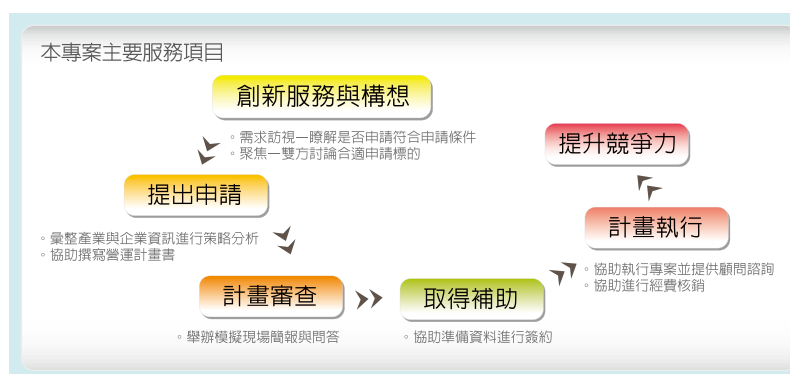 本專案主要服務項目
創新服務與構想
◦ 需求訪視一瞭解是否申請符合申請條件
◦ 聚焦一雙方討論合適申請標的
提出申請
◦ 彙整產業與企業資訊進行策略分析
◦ 協助撰寫營運計畫書
計畫審查
◦ 舉辦模擬現場簡報與問答
取得補助
◦ 協助準備資料進行簽約
計畫執行
◦ 協助執行專案並提供顧問諮詢
◦ 協助進行經費核銷
提升競爭力